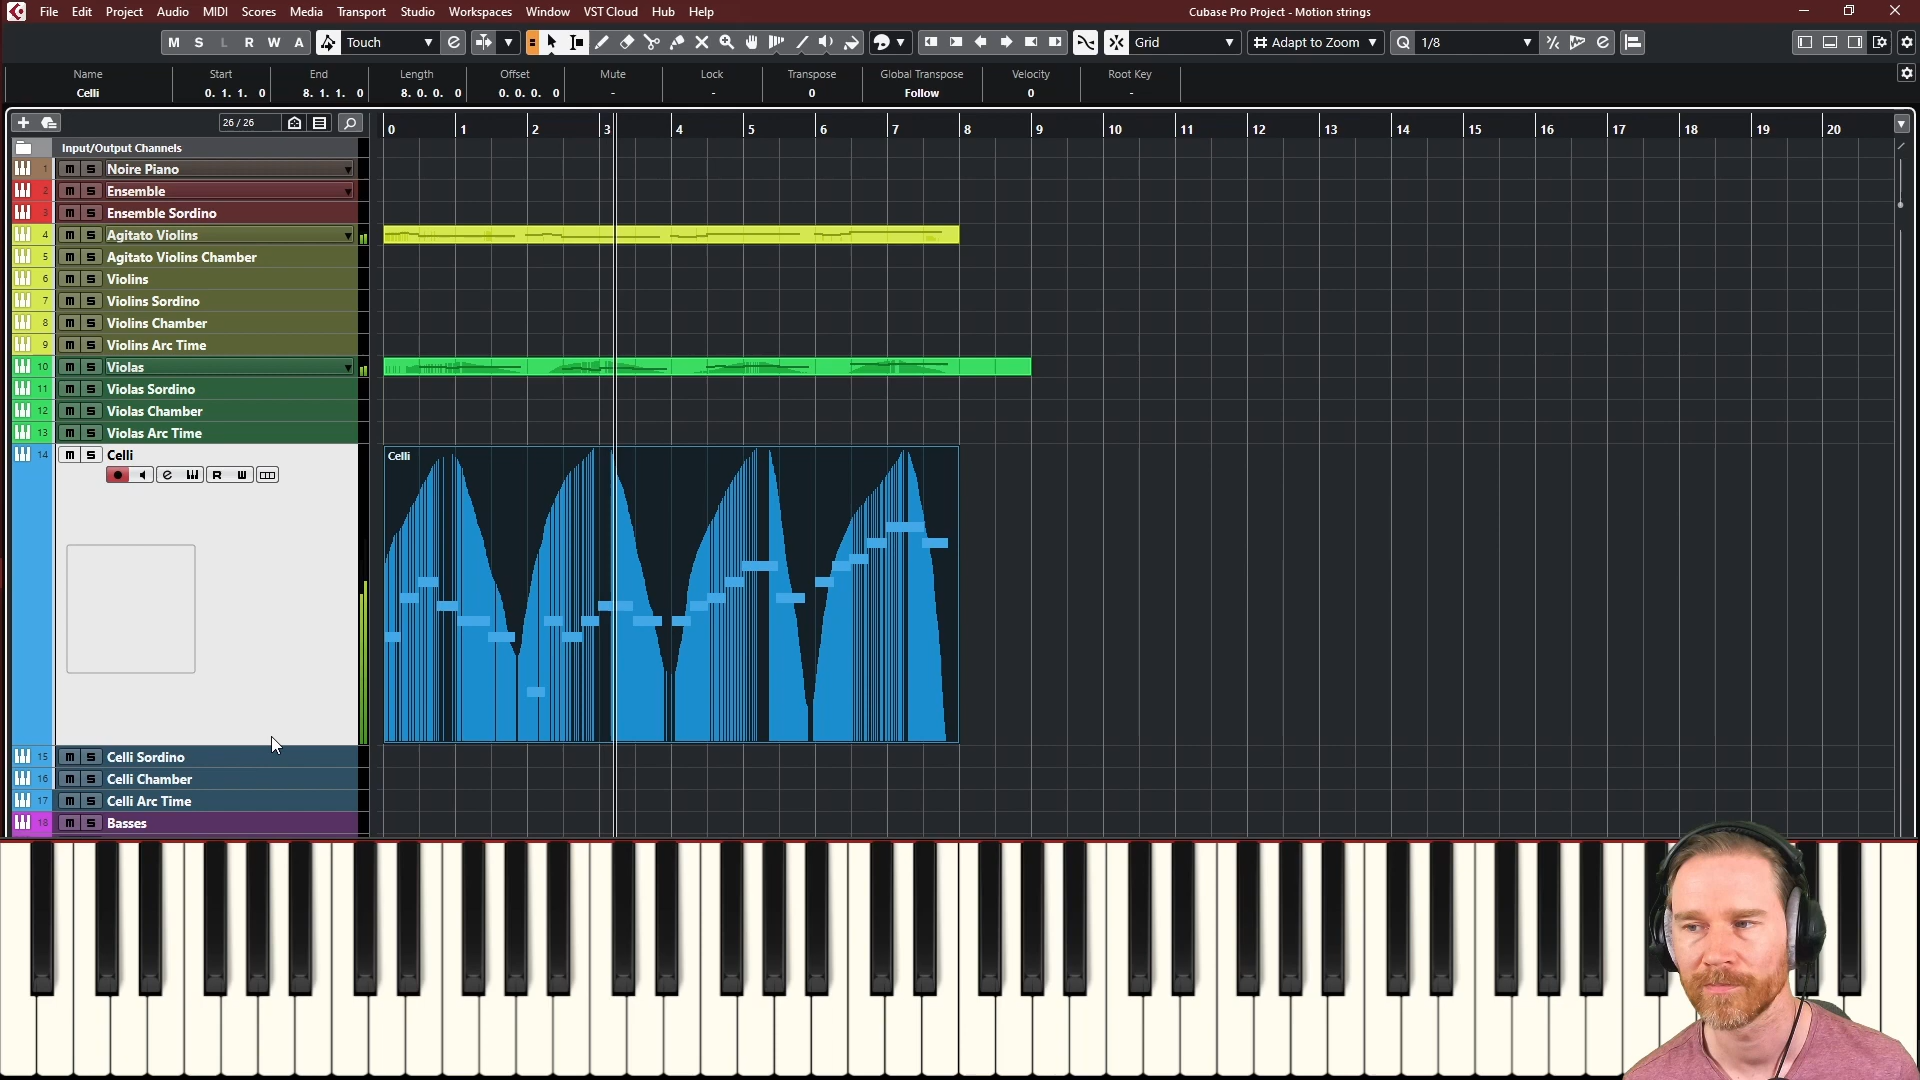 File Edit Project Audio MIDI Scores Media Transport Studio Workspaces Window VST Cloud Hub Help
Cubase Pro Project - Motion strings
M S L R W A Touch
Grid Adapt to Zoom Q 1/8
Name Start End Length Offset Mute Lock Transpose Global Transpose Velocity Root Key
Celli 0. 1. 1. 0 8. 1. 1. 0 8. 0. 0. 0 0. 0. 0. 0 - - 0 Follow 0 -
26 / 26
0 1 2 3 4 5 6 7 8 9 10 11 12 13 14 15 16 17 18 19 20
Input/Output Channels
1 m S Noire Piano
2 m S Ensemble
3 m S Ensemble Sordino
4 m S Agitato Violins
5 m S Agitato Violins Chamber
6 m S Violins
7 m S Violins Sordino
8 m S Violins Chamber
9 m S Violins Arc Time
10 m S Violas
11 m S Violas Sordino
12 m S Violas Chamber
13 m S Violas Arc Time
14 m S Celli
Celli
e R W
15 m S Celli Sordino
16 m S Celli Chamber
17 m S Celli Arc Time
18 m S Basses